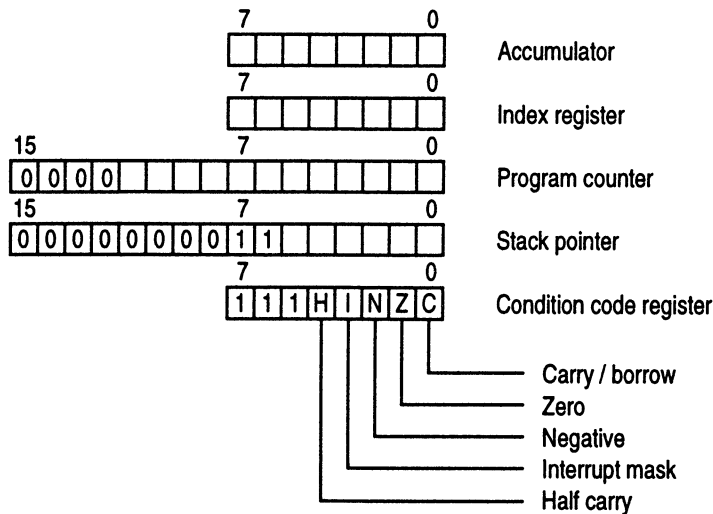 7 0
Accumulator
7 0
Index register
15 7 0
0 0 0 0 Program counter
15 7 0
0 0 0 0 0 0 0 0 1 1 Stack pointer
7 0
1 1 1 H I N Z C Condition code register
Carry / borrow
Zero
Negative
Interrupt mask
Half carry